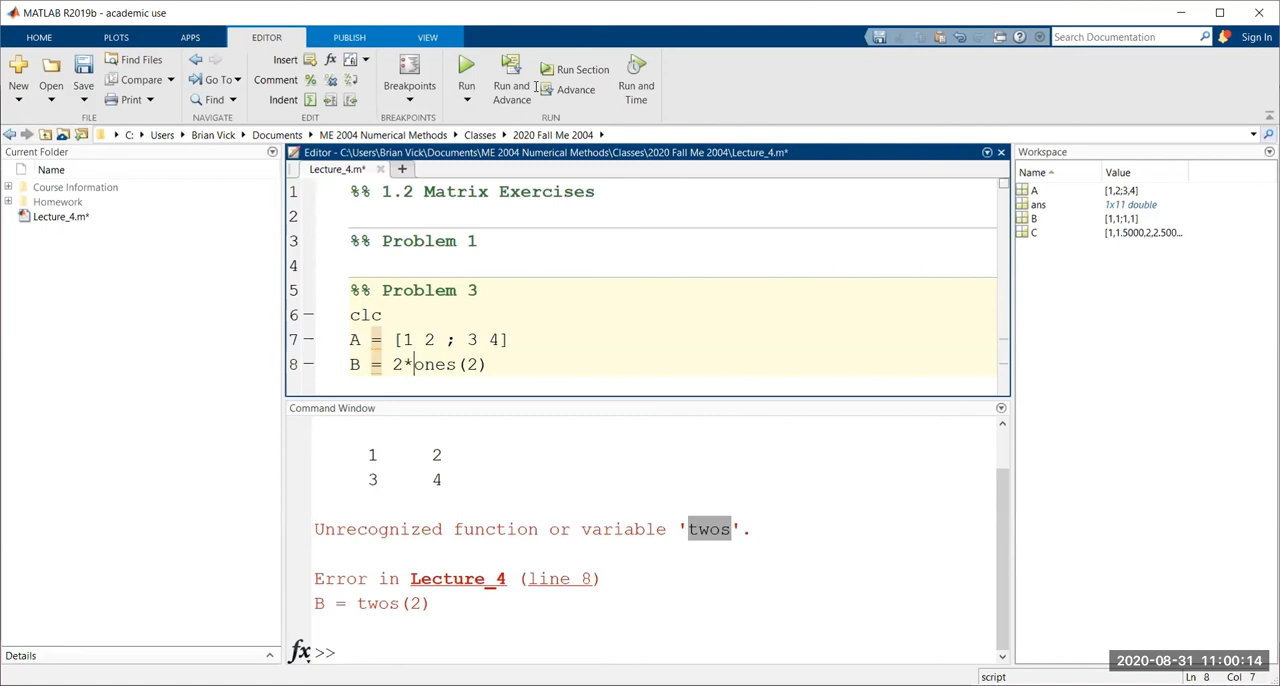 MATLAB R2019b - academic use
HOME PLOTS APPS EDITOR PUBLISH VIEW
Search Documentation Sign In
New Open Save Find Files Compare Print
Go To Find
Insert fx
Comment
Indent
Breakpoints Run Run and Advance Run Section Advance Run and Time
FILE NAVIGATE EDIT BREAKPOINTS RUN
C: Users Brian Vick Documents ME 2004 Numerical Methods Classes 2020 Fall Me 2004
Current Folder
Name
Course Information
Homework
Lecture_4.m*
Details
Editor - C:\Users\Brian Vick\Documents\ME 2004 Numerical Methods\Classes\2020 Fall Me 2004\Lecture_4.m*
Lecture_4.m*
1 %% 1.2 Matrix Exercises
2
3 %% Problem 1
4
5 %% Problem 3
6 clc
7 A = [1 2 ; 3 4]
8 B = 2*ones(2)
Command Window
1 2
3 4
Unrecognized function or variable 'twos'.
Error in Lecture_4 (line 8)
B = twos(2)
fx >>
Workspace
Name Value
A [1,2;3,4]
ans 1x11 double
B [1,1;1,1]
C [1,1.5000,2,2.500...
2020-08-31 11:00:14
script Ln 8 Col 7